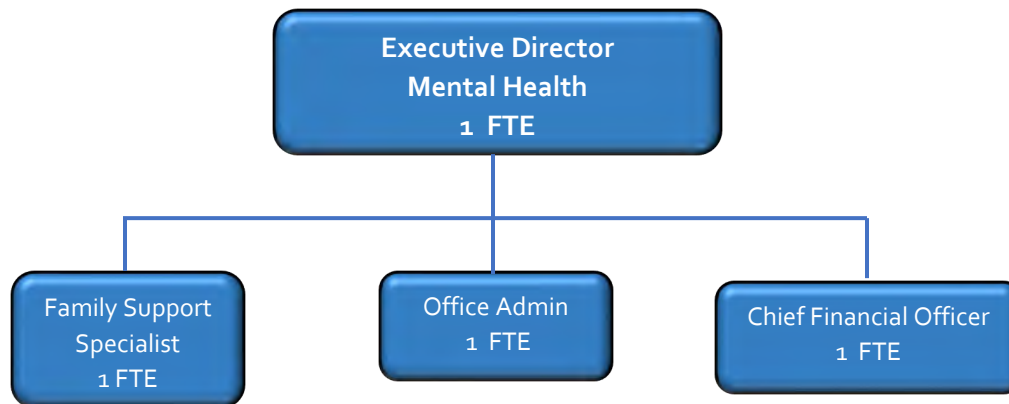 Executive Director
Mental Health
1 FTE
Family Support
Specialist
1 FTE
Office Admin
1 FTE
Chief Financial Officer
1 FTE